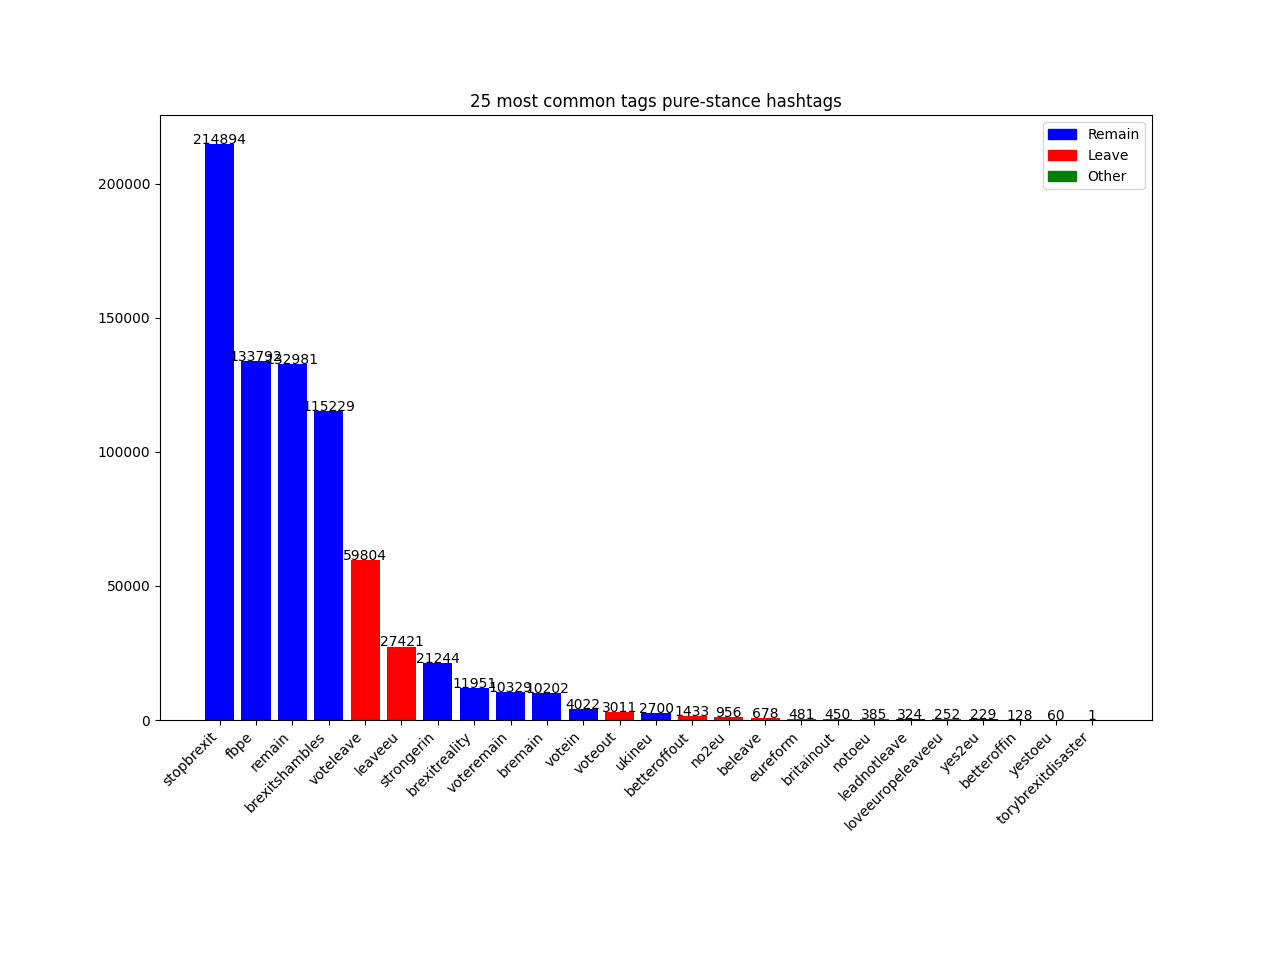 25 most common tags pure-stance hashtags
Remain
Leave
Other
200000
150000
100000
50000
0
214894
133792
132981
115229
59804
27421
21244
11951
10329
10202
4022
3011
2700
1433
956
678
481
450
385
324
252
229
128
60
1
stopbrexit
fbpe
remain
brexitshambles
voteleave
leaveeu
strongerin
brexitreality
voteremain
bremain
votein
voteout
ukineu
betteroffout
no2eu
beleave
eureform
britainout
notoeu
leadnotleave
loveeuropeleaveeu
yes2eu
betteroffin
yestoeu
torybrexitdisaster